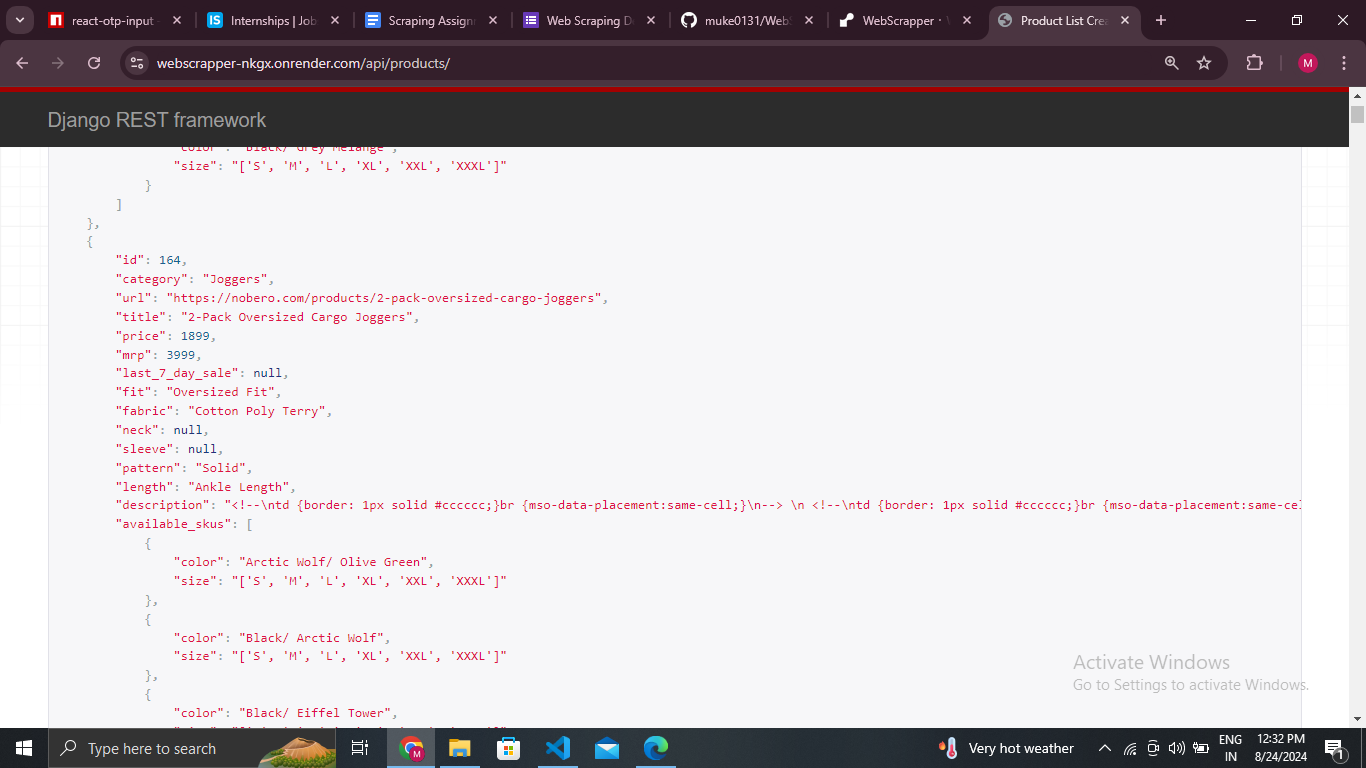 react-otp-input -
Internships | Job
Scraping Assign
Web Scraping D
muke0131/WebS
WebScrapper ·
Product List Crea
webscrapper-nkgx.onrender.com/api/products/
M
Django REST framework
"color": "Black/ Grey Melange",
"size": "['S', 'M', 'L', 'XL', 'XXL', 'XXXL']"
}
]
},
{
"id": 164,
"category": "Joggers",
"url": "https://nobero.com/products/2-pack-oversized-cargo-joggers",
"title": "2-Pack Oversized Cargo Joggers",
"price": 1899,
"mrp": 3999,
"last_7_day_sale": null,
"fit": "Oversized Fit",
"fabric": "Cotton Poly Terry",
"neck": null,
"sleeve": null,
"pattern": "Solid",
"length": "Ankle Length",
"description": "<!--\ntd {border: 1px solid #cccccc;}br {mso-data-placement:same-cell;}\n--> \n <!--\ntd {border: 1px solid #cccccc;}br {mso-data-placement:same-cel
"available_skus": [
{
"color": "Arctic Wolf/ Olive Green",
"size": "['S', 'M', 'L', 'XL', 'XXL', 'XXXL']"
},
{
"color": "Black/ Arctic Wolf",
"size": "['S', 'M', 'L', 'XL', 'XXL', 'XXXL']"
},
{
"color": "Black/ Eiffel Tower",
Activate Windows
Go to Settings to activate Windows.
Type here to search
Very hot weather
ENG
IN
12:32 PM
8/24/2024
1